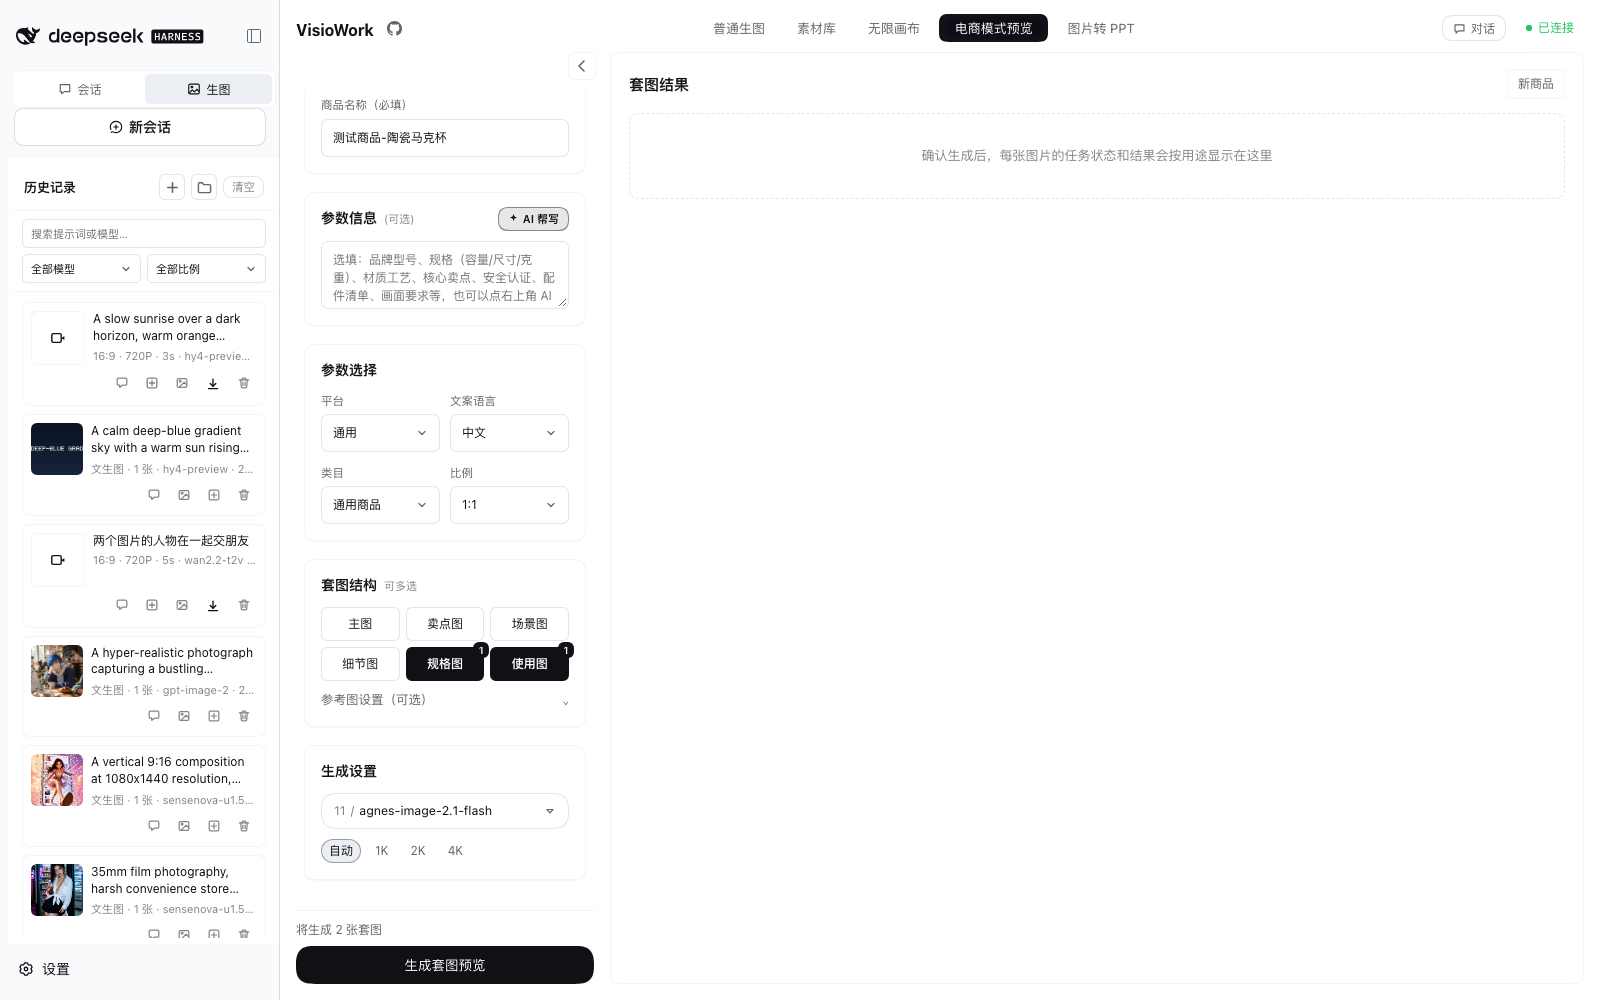 deepseek HARNESS
会话
生图
新会话
历史记录
清空
搜索提示词或模型...
全部模型
全部比例
A slow sunrise over a dark
horizon, warm orange...
16:9 · 720P · 3s · hy4-previe...
A calm deep-blue gradient
sky with a warm sun rising...
文生图 · 1 张 · hy4-preview · 2...
两个图片的人物在一起交朋友
16:9 · 720P · 5s · wan2.2-t2v ...
A hyper-realistic photograph
capturing a bustling...
文生图 · 1 张 · gpt-image-2 · 2...
A vertical 9:16 composition
at 1080x1440 resolution,...
文生图 · 1 张 · sensenova-u1.5...
35mm film photography,
harsh convenience store...
文生图 · 1 张 · sensenova-u1.5...
设置
VisioWork
普通生图
素材库
无限画布
电商模式预览
图片转 PPT
对话
已连接
商品名称（必填）
测试商品-陶瓷马克杯
参数信息 (可选)
AI 帮写
选填：品牌型号、规格（容量/尺寸/克
重）、材质工艺、核心卖点、安全认证、配
件清单、画面要求等，也可以点右上角 AI
参数选择
平台
文案语言
通用
中文
类目
比例
通用商品
1:1
套图结构 可多选
主图
卖点图
场景图
细节图
规格图 1
使用图 1
参考图设置（可选）
生成设置
11 / agnes-image-2.1-flash
自动
1K
2K
4K
将生成 2 张套图
生成套图预览
套图结果
新商品
确认生成后，每张图片的任务状态和结果会按用途显示在这里